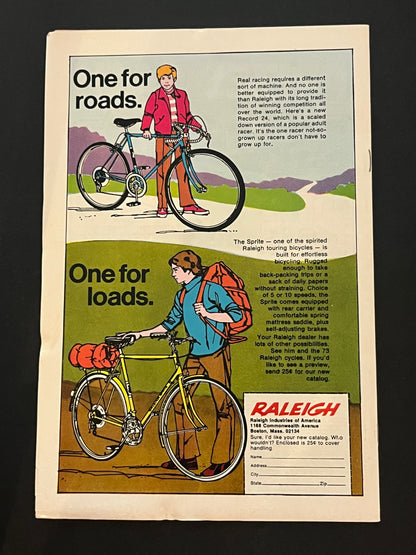 One for
roads.
Real racing requires a different
sort of machine. And no one is
better equipped to provide it
than Raleigh with its long tradi-
tion of winning competition all
over the world. Here's a new
Record 24, which is a scaled
down version of a popular adult
racer. It's the one racer not-so-
grown up racers don't have to
grow up for.
The Sprite — one of the spirited
Raleigh touring bicycles — is
built for effortless
bicycling. Rugged
enough to take
back-packing trips or a
sack of daily papers
without straining. Choice
of 5 or 10 speeds, the
Sprite comes equipped
with rear carrier and
comfortable spring
mattress saddle, plus
self-adjusting brakes.
Your Raleigh dealer has
lots of other possibilities.
See him and the 73
Raleigh cycles. If you'd
like to see a preview,
send 25¢ for our new
catalog.
One for
loads.
RALEIGH
Raleigh Industries of America
1168 Commonwealth Avenue
Boston, Mass. 02134
Sure, I'd like your new catalog. Who
wouldn't? Enclosed is 25¢ to cover
handling
Name
Address
City
State Zip